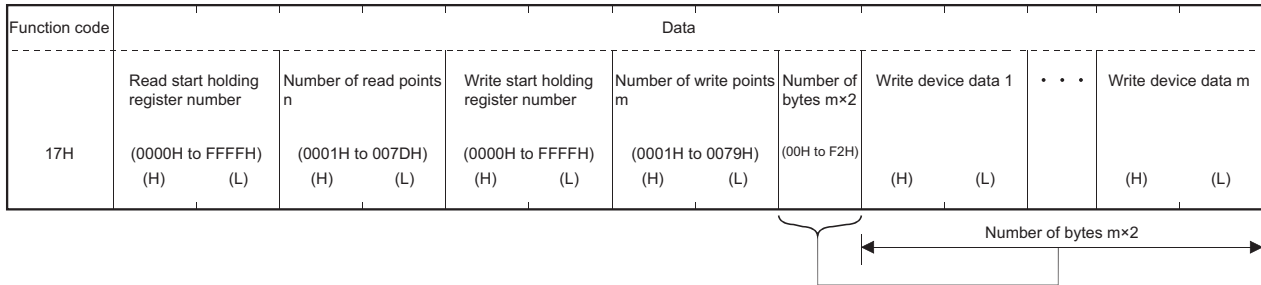 Function code Data
Read start holding Number of read points Write start holding Number of write points Number of Write device data 1 ・・・ Write device data m
register number n register number m bytes m×2
17H (0000H to FFFFH) (0001H to 007DH) (0000H to FFFFH) (0001H to 0079H) (00H to F2H)
(H) (L) (H) (L) (H) (L) (H) (L) (H) (L) (H) (L)
Number of bytes m×2